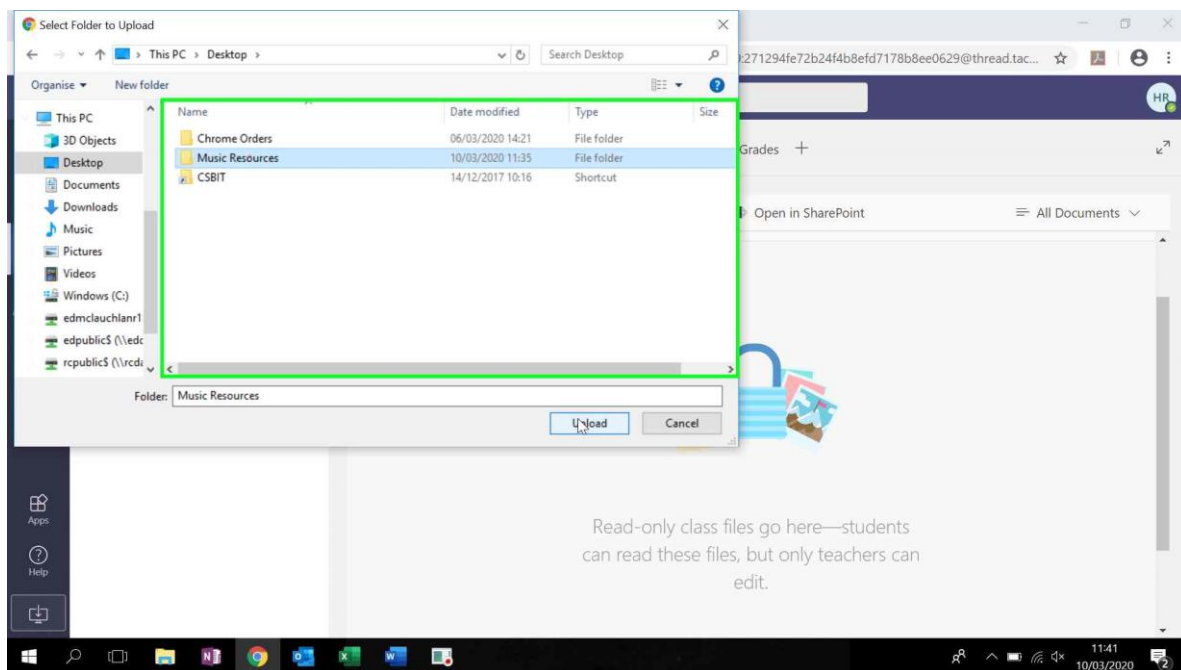 Select Folder to Upload
This PC > Desktop >
Search Desktop
:271294fe72b24f4b8efd7178b8ee0629@thread.tac...
Organise
New folder
HR
This PC
3D Objects
Desktop
Documents
Downloads
Music
Pictures
Videos
Windows (C:)
edmclauchlanr1
edpublic$ (\\edc
rcpublic$ (\\rcda
Name Date modified Type Size
Chrome Orders 06/03/2020 14:21 File folder
Music Resources 10/03/2020 11:35 File folder
CSBIT 14/12/2017 10:16 Shortcut
Folder: Music Resources
Upload Cancel
Grades +
Open in SharePoint
All Documents
Read-only class files go here—students
can read these files, but only teachers can
edit.
Apps
Help
11:41
10/03/2020
2